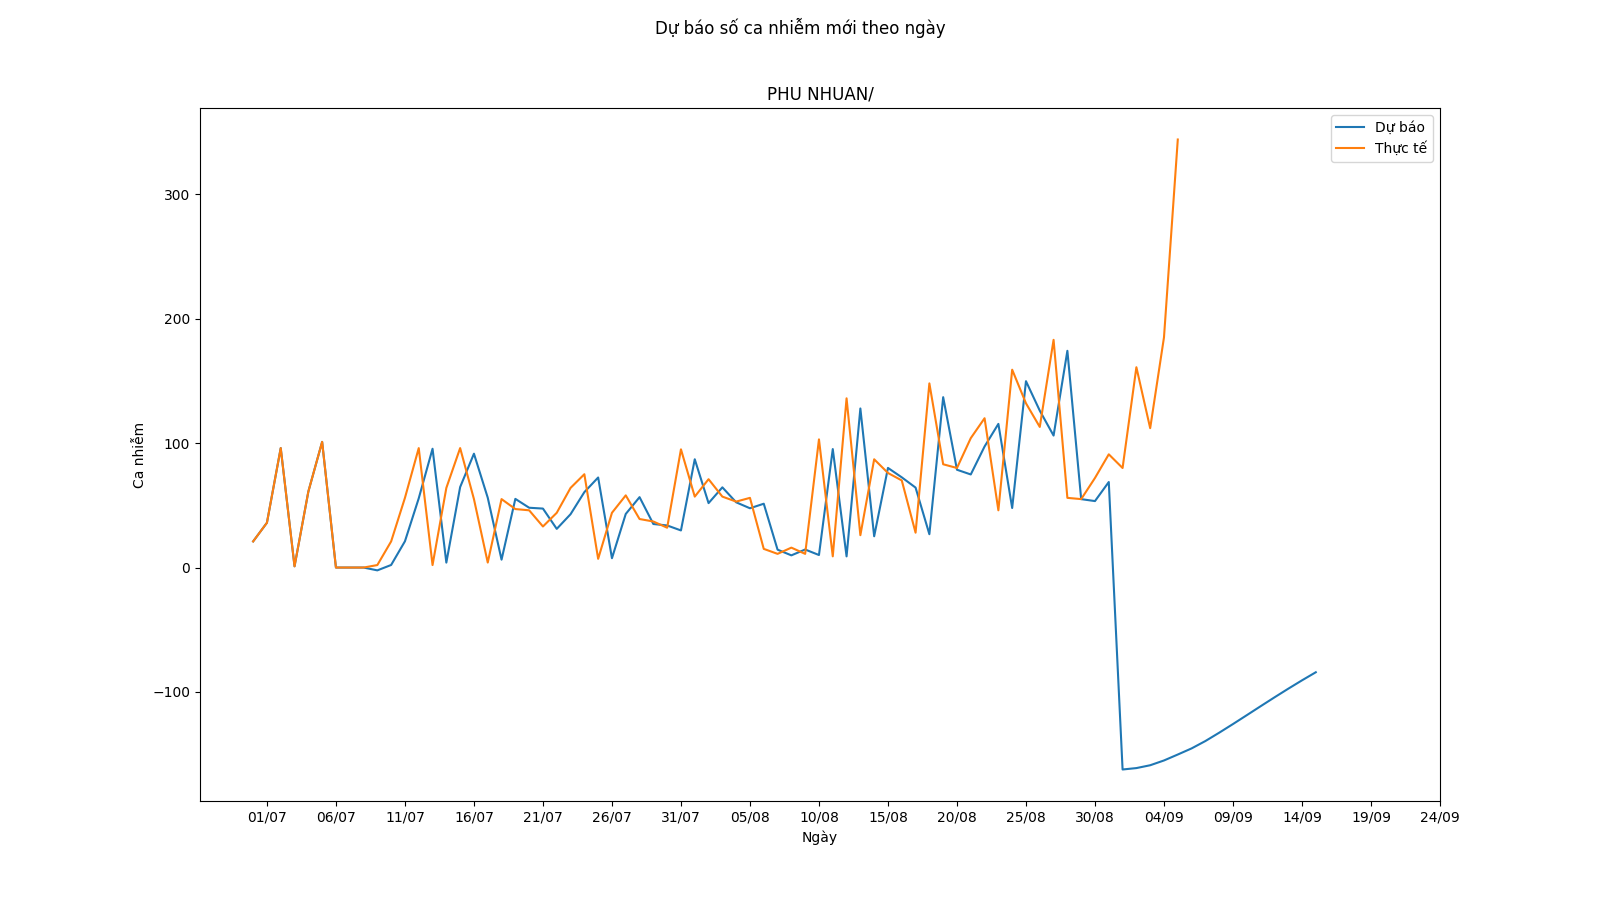 Dự báo số ca nhiễm mới theo ngày
PHU NHUAN/
Dự báo
Thực tế
Ca nhiễm
300
200
100
0
−100
01/07 06/07 11/07 16/07 21/07 26/07 31/07 05/08 10/08 15/08 20/08 25/08 30/08 04/09 09/09 14/09 19/09 24/09
Ngày